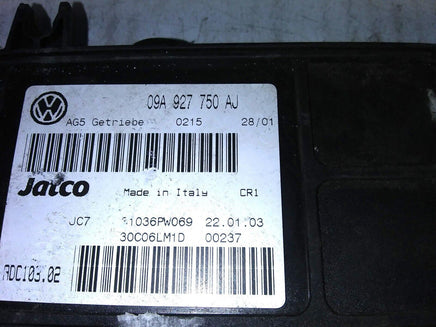 09A 927 750 AJ
AG5 Getriebe 0215 28/01
Jatco Made in Italy CR1
JC7 31036PW069 22.01.03
30C06LM1D 00237
ADC103.02